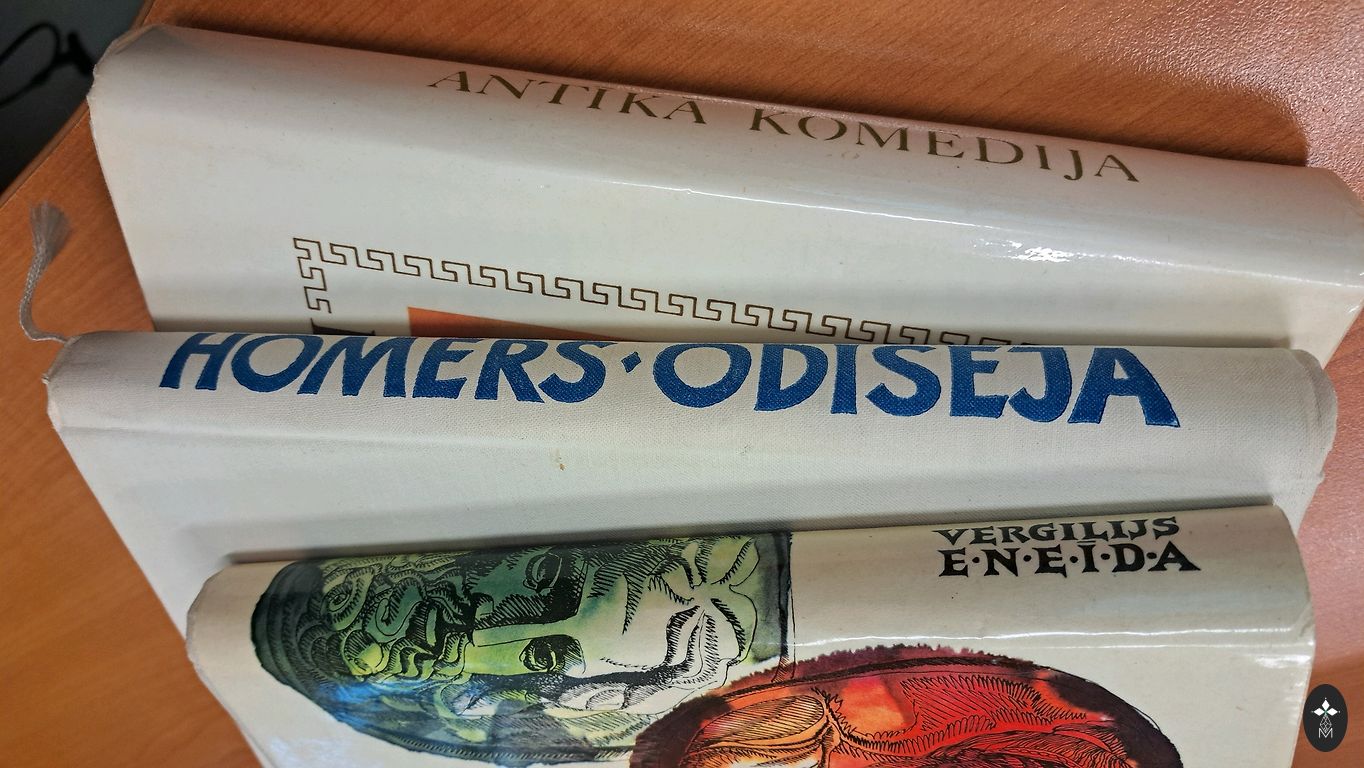 ANTIKA KOMEDIJA
HOMERS·ODISEJA
VERGILIJS
E·N·E·I·D·A